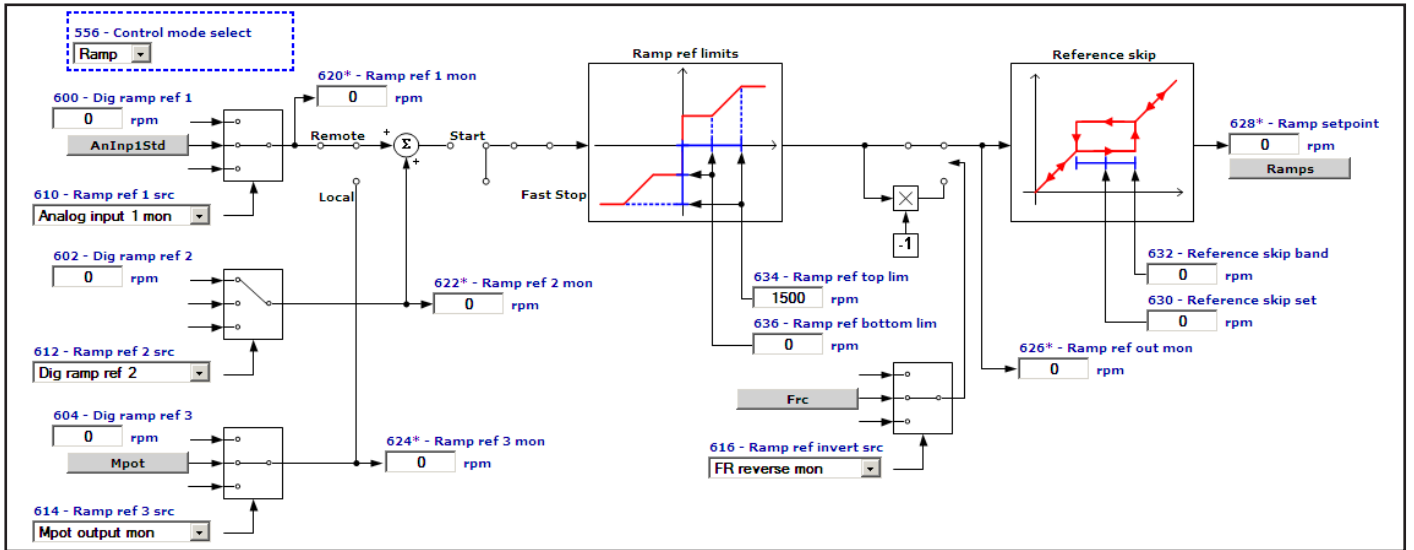 556 - Control mode select
Ramp
600 - Dig ramp ref 1
0 rpm
AnInp1Std
610 - Ramp ref 1 src
Analog input 1 mon
620* - Ramp ref 1 mon
0 rpm
Remote
Local
+
Σ
+
Start
Fast Stop
602 - Dig ramp ref 2
0 rpm
612 - Ramp ref 2 src
Dig ramp ref 2
622* - Ramp ref 2 mon
0 rpm
604 - Dig ramp ref 3
0 rpm
Mpot
614 - Ramp ref 3 src
Mpot output mon
624* - Ramp ref 3 mon
0 rpm
Ramp ref limits
634 - Ramp ref top lim
1500 rpm
636 - Ramp ref bottom lim
0 rpm
×
-1
Frc
616 - Ramp ref invert src
FR reverse mon
Reference skip
628* - Ramp setpoint
0 rpm
Ramps
632 - Reference skip band
0 rpm
630 - Reference skip set
0 rpm
626* - Ramp ref out mon
0 rpm